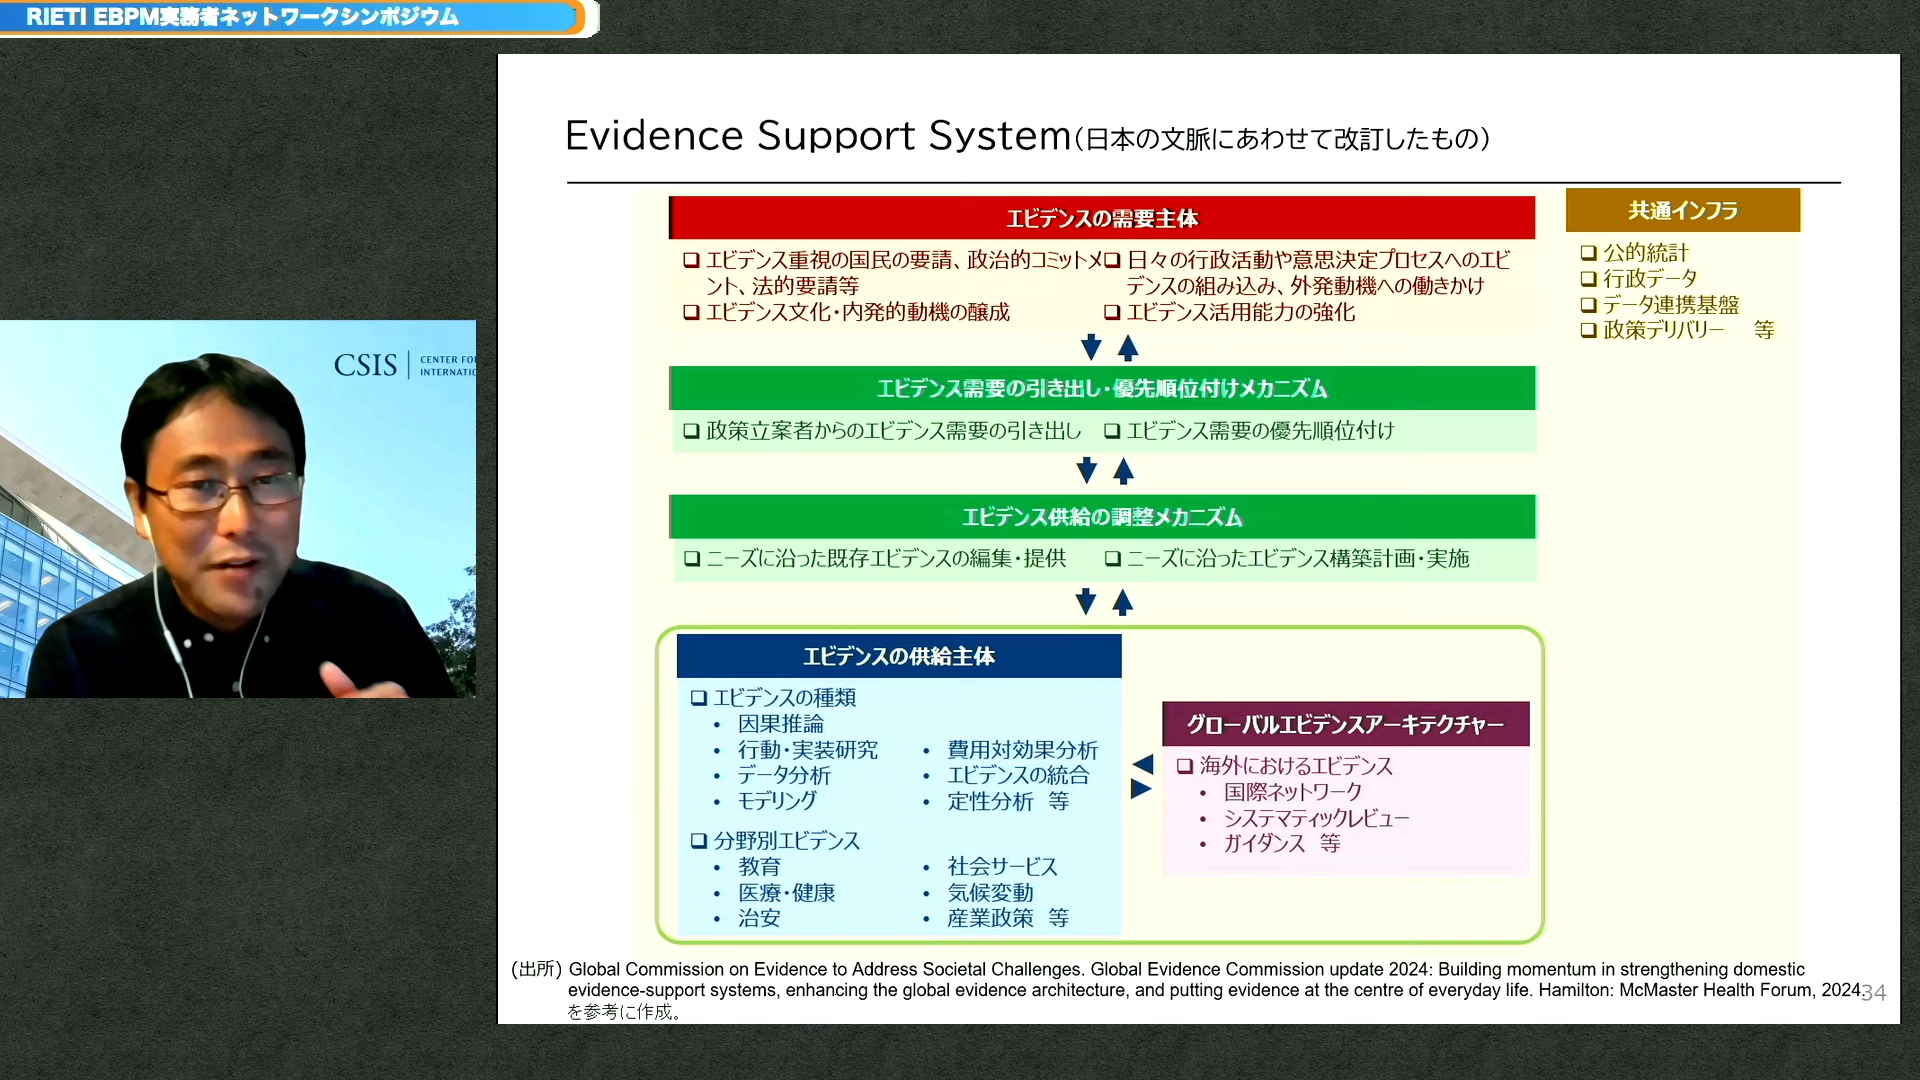 RIETI EBPM実務者ネットワークシンポジウム
CSIS
CENTER FO
INTERNATIO
Evidence Support System(日本の文脈にあわせて改訂したもの)
エビデンスの需要主体
❑ エビデンス重視の国民の要請、政治的コミットメント、法的要請等
❑ エビデンス文化・内発的動機の醸成
❑ 日々の行政活動や意思決定プロセスへのエビ
デンスの組み込み、外発動機への働きかけ
❑ エビデンス活用能力の強化
エビデンス需要の引き出し・優先順位付けメカニズム
❑ 政策立案者からのエビデンス需要の引き出し
❑ エビデンス需要の優先順位付け
エビデンス供給の調整メカニズム
❑ ニーズに沿った既存エビデンスの編集・提供
❑ ニーズに沿ったエビデンス構築計画・実施
エビデンスの供給主体
❑ エビデンスの種類
• 因果推論
• 行動・実装研究
• データ分析
• モデリング
• 費用対効果分析
• エビデンスの統合
• 定性分析 等
❑ 分野別エビデンス
• 教育
• 医療・健康
• 治安
• 社会サービス
• 気候変動
• 産業政策 等
グローバルエビデンスアーキテクチャー
❑ 海外におけるエビデンス
• 国際ネットワーク
• システマティックレビュー
• ガイダンス 等
共通インフラ
❑ 公的統計
❑ 行政データ
❑ データ連携基盤
❑ 政策デリバリー 等
(出所) Global Commission on Evidence to Address Societal Challenges. Global Evidence Commission update 2024: Building momentum in strengthening domestic
evidence-support systems, enhancing the global evidence architecture, and putting evidence at the centre of everyday life. Hamilton: McMaster Health Forum, 2024.
を参考に作成。
34